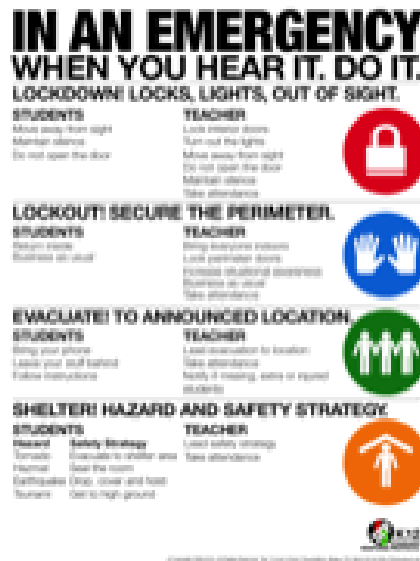 IN AN EMERGENCY
WHEN YOU HEAR IT. DO IT.
LOCKDOWN! LOCKS, LIGHTS, OUT OF SIGHT.
STUDENTS
Move away from sight
Maintain silence
Do not open the door
TEACHER
Lock interior doors
Turn out the lights
Move away from sight
Do not open the door
Maintain silence
Take attendance
LOCKOUT! SECURE THE PERIMETER.
STUDENTS
Return inside
Business as usual
TEACHER
Bring everyone indoors
Lock perimeter doors
Increase situational awareness
Business as usual
Take attendance
EVACUATE! TO ANNOUNCED LOCATION.
STUDENTS
Bring your phone
Leave your stuff behind
Follow instructions
TEACHER
Lead evacuation to location
Take attendance
Notify if missing, extra or injured
students
SHELTER! HAZARD AND SAFETY STRATEGY.
STUDENTS
Hazard Safety Strategy
Tornado Evacuate to shelter area
Hazmat Seal the room
Earthquake Drop, cover and hold
Tsunami Get to high ground
TEACHER
Lead safety strategy
Take attendance
K12